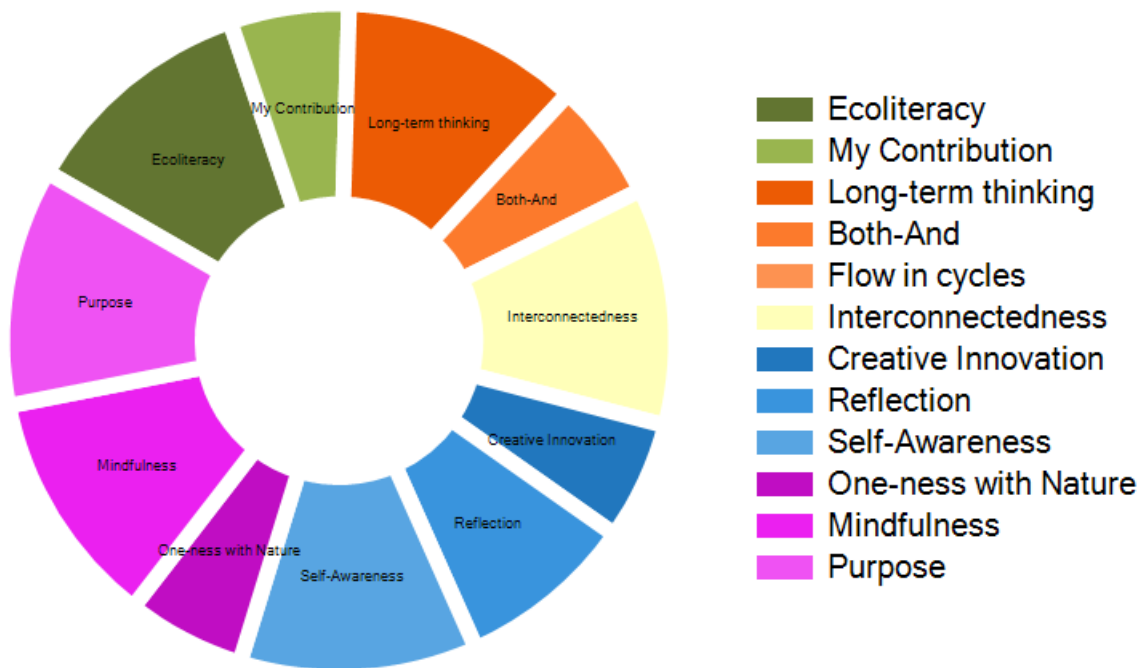 My Contribution
Long-term thinking
Ecoliteracy
Both-And
Purpose
Interconnectedness
Creative Innovation
Mindfulness
Reflection
One-ness with Nature
Self-Awareness
Ecoliteracy
My Contribution
Long-term thinking
Both-And
Flow in cycles
Interconnectedness
Creative Innovation
Reflection
Self-Awareness
One-ness with Nature
Mindfulness
Purpose